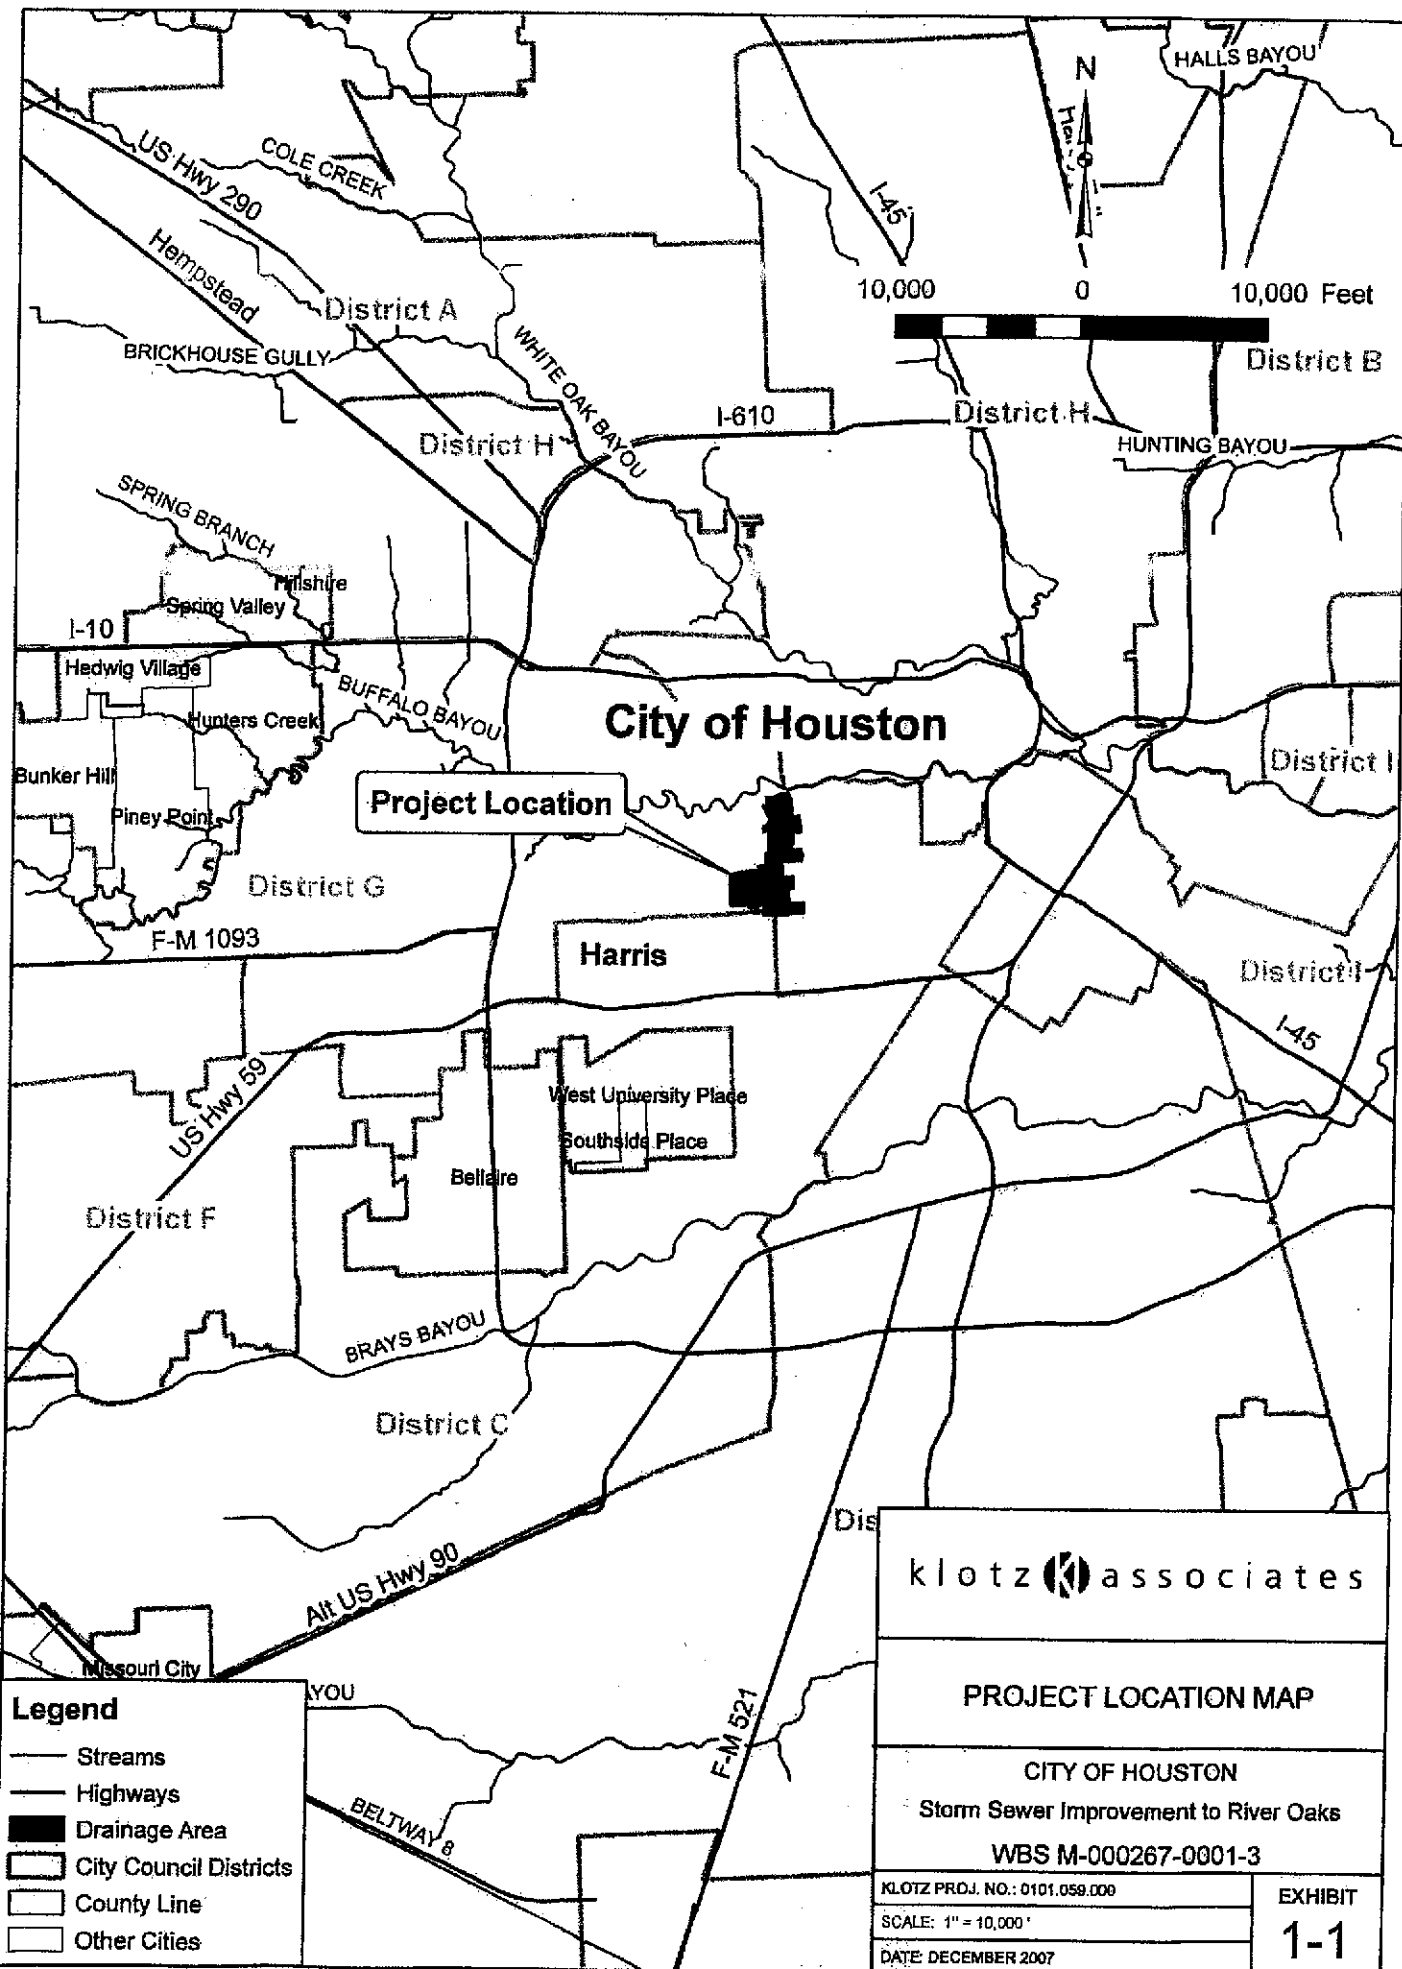 HALLS BAYOU
N
US Hwy 290
COLE CREEK
I-45
Hempstead
10,000 0 10,000 Feet
District A
BRICKHOUSE GULLY
WHITE OAK BAYOU
District B
I-610
District H
District H
HUNTING BAYOU
SPRING BRANCH
Hillshire
Spring Valley
I-10
Hedwig Village
BUFFALO BAYOU
Hunters Creek
City of Houston
Bunker Hill
District I
Project Location
Piney Point
District G
F-M 1093
Harris
District I
I-45
US Hwy 59
West University Place
Southside Place
Bellaire
District F
BRAYS BAYOU
District C
Dis
Alt US Hwy 90
Missouri City
AYOU
F-M 521
BELTWAY 8
Legend
Streams
Highways
Drainage Area
City Council Districts
County Line
Other Cities
klotz associates
PROJECT LOCATION MAP
CITY OF HOUSTON
Storm Sewer Improvement to River Oaks
WBS M-000267-0001-3
KLOTZ PROJ. NO.: 0101.059.000
SCALE: 1" = 10,000'
DATE: DECEMBER 2007
EXHIBIT
1-1